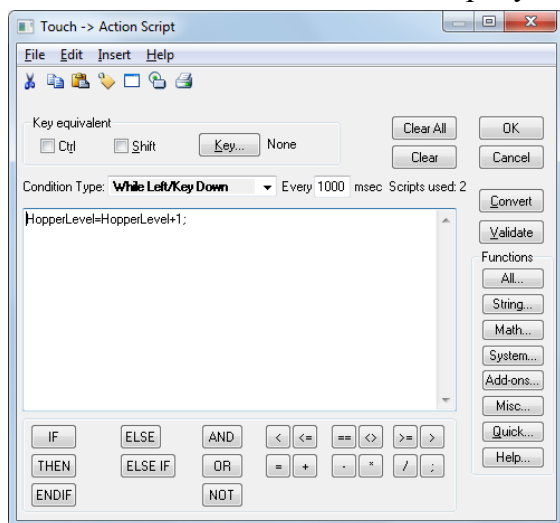 Touch -> Action Script
File Edit Insert Help
Key equivalent
Ctrl Shift Key... None
Clear All OK
Clear Cancel
Condition Type: While Left/Key Down Every 1000 msec Scripts used: 2
Convert
HopperLevel=HopperLevel+1;
Validate
Functions
All...
String...
Math...
System...
Add-ons...
Misc...
IF ELSE AND < <= == <> >= > Quick...
THEN ELSE IF OR = + - * / ; Help...
ENDIF NOT